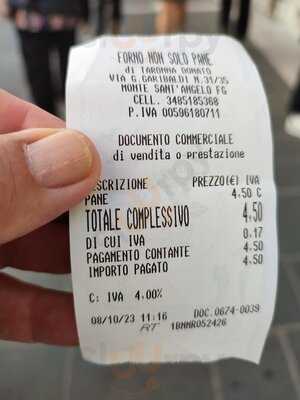 FORNO NON SOLO PANE
di TARONNA DONATO
VIA G.GARIBALDI N.31/35
MONTE SANT'ANGELO FG
CELL. 3485185368
P.IVA 00596180711
DOCUMENTO COMMERCIALE
di vendita o prestazione
DESCRIZIONE PREZZO(€) IVA
PANE 4,50 C
TOTALE COMPLESSIVO 4,50
DI CUI IVA 0,17
PAGAMENTO CONTANTE 4,50
IMPORTO PAGATO 4,50
C: IVA 4,00%
08/10/23 11:16 DOC.0674-0039
RT 1BMMR052426